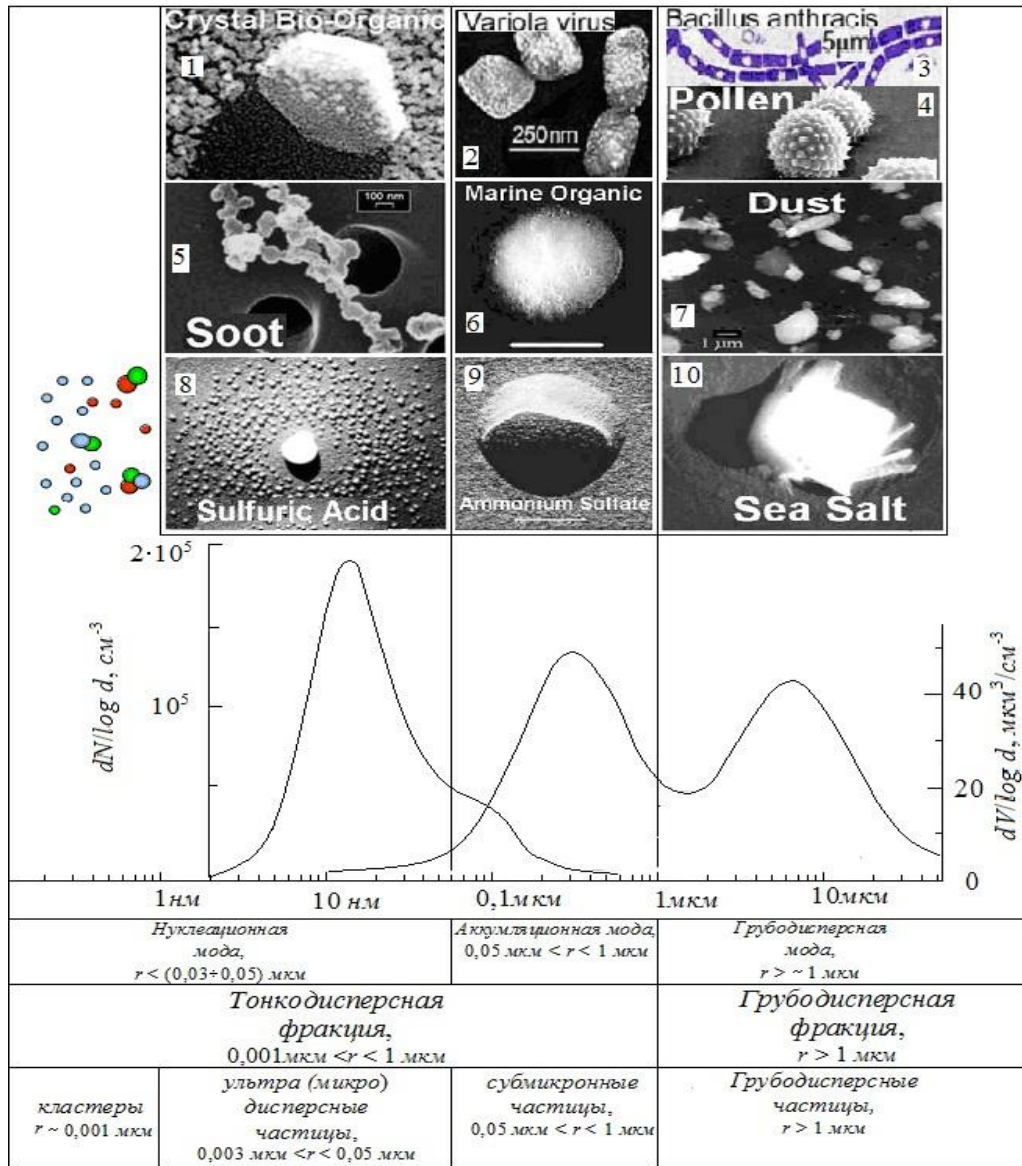 Crystal Bio-Organic
1
Variola virus
250nm
2
Bacillus anthracis
5µm
3
Pollen
4
100 nm
5
Soot
Marine Organic
6
Dust
7
1 µm
8
Sulfuric Acid
9
Ammonium Sulfate
10
Sea Salt
2·10⁵
10⁵
dN/log d, см⁻³
40
20
0
dV/log d, мкм³/см⁻³
1нм
10 нм
0,1мкм
1мкм
10мкм
Нуклеационная
мода,
r < (0,03÷0,05) мкм
Аккумляционная мода,
0,05 мкм < r < 1 мкм
Грубодисперсная
мода,
r > ~ 1 мкм
Тонкодисперсная
фракция,
0,001мкм <r < 1 мкм
Грубодисперсная
фракция,
r > 1 мкм
кластеры
r ~ 0,001 мкм
ультра (микро)
дисперсные
частицы,
0,003 мкм <r < 0,05 мкм
субмикронные
частицы,
0,05 мкм < r < 1 мкм
Грубодисперсные
частицы,
r > 1 мкм